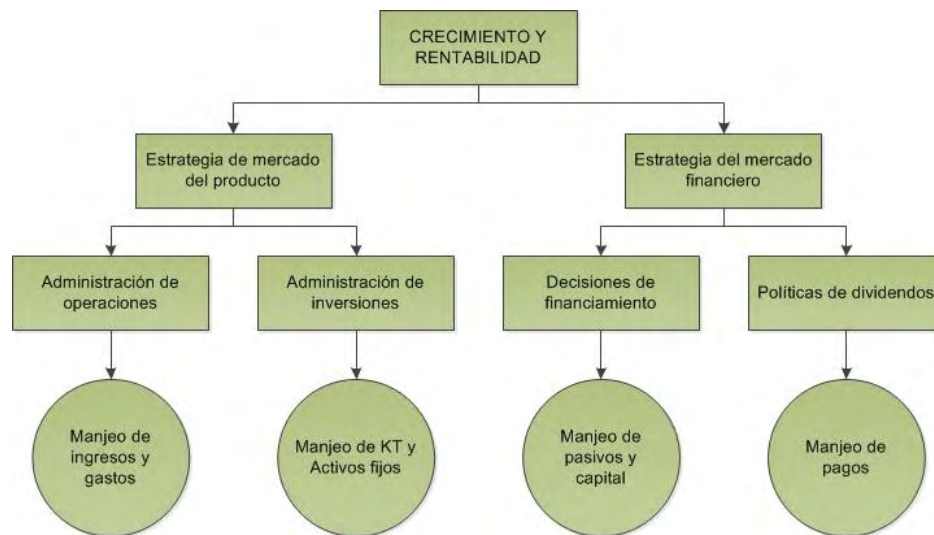 CRECIMIENTO Y
RENTABILIDAD
Estrategia de mercado
del producto
Estrategia del mercado
financiero
Administración de
operaciones
Administración de
inversiones
Decisiones de
financiamiento
Políticas de dividendos
Manjeo de
ingresos y
gastos
Manjeo de KT y
Activos fijos
Manjeo de
pasivos y
capital
Manjeo de
pagos